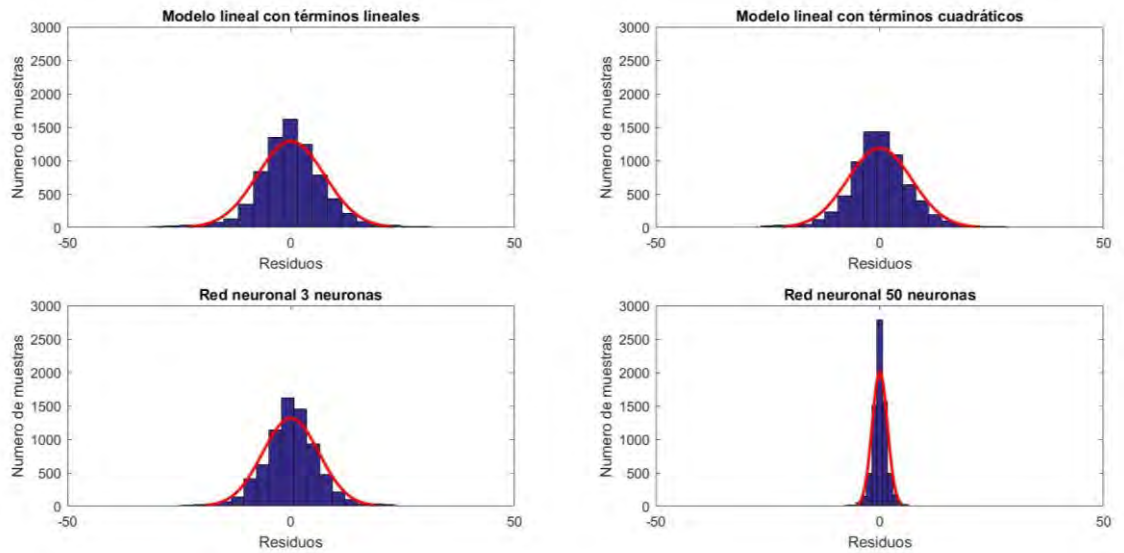 Modelo lineal con términos lineales
3000
2500
2000
1500
1000
500
0
Numero de muestras
-50 0 50
Residuos
Modelo lineal con términos cuadráticos
3000
2500
2000
1500
1000
500
0
Numero de muestras
-50 0 50
Residuos
Red neuronal 3 neuronas
3000
2500
2000
1500
1000
500
0
Numero de muestras
-50 0 50
Residuos
Red neuronal 50 neuronas
3000
2500
2000
1500
1000
500
0
Numero de muestras
-50 0 50
Residuos